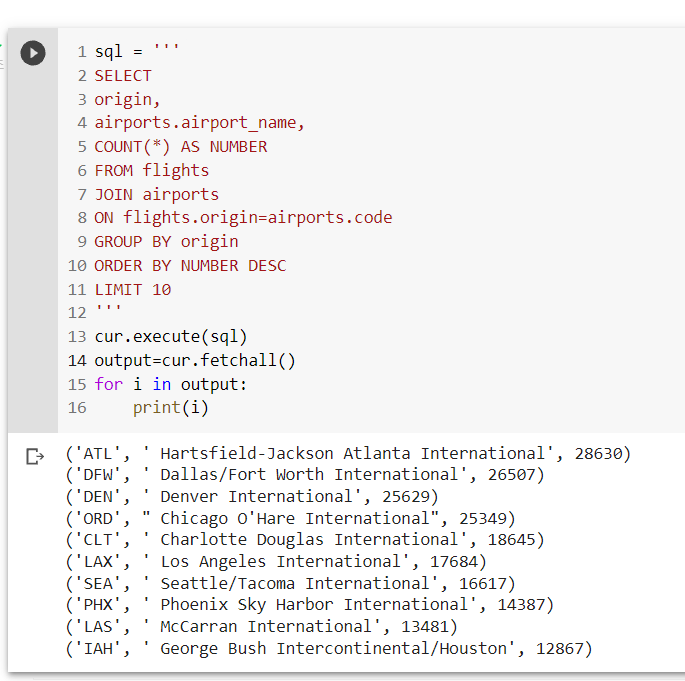 1 sql = '''
2 SELECT
3 origin,
4 airports.airport_name,
5 COUNT(*) AS NUMBER
6 FROM flights
7 JOIN airports
8 ON flights.origin=airports.code
9 GROUP BY origin
10 ORDER BY NUMBER DESC
11 LIMIT 10
12 '''
13 cur.execute(sql)
14 output=cur.fetchall()
15 for i in output:
16     print(i)
('ATL', ' Hartsfield-Jackson Atlanta International', 28630)
('DFW', ' Dallas/Fort Worth International', 26507)
('DEN', ' Denver International', 25629)
('ORD', " Chicago O'Hare International", 25349)
('CLT', ' Charlotte Douglas International', 18645)
('LAX', ' Los Angeles International', 17684)
('SEA', ' Seattle/Tacoma International', 16617)
('PHX', ' Phoenix Sky Harbor International', 14387)
('LAS', ' McCarran International', 13481)
('IAH', ' George Bush Intercontinental/Houston', 12867)